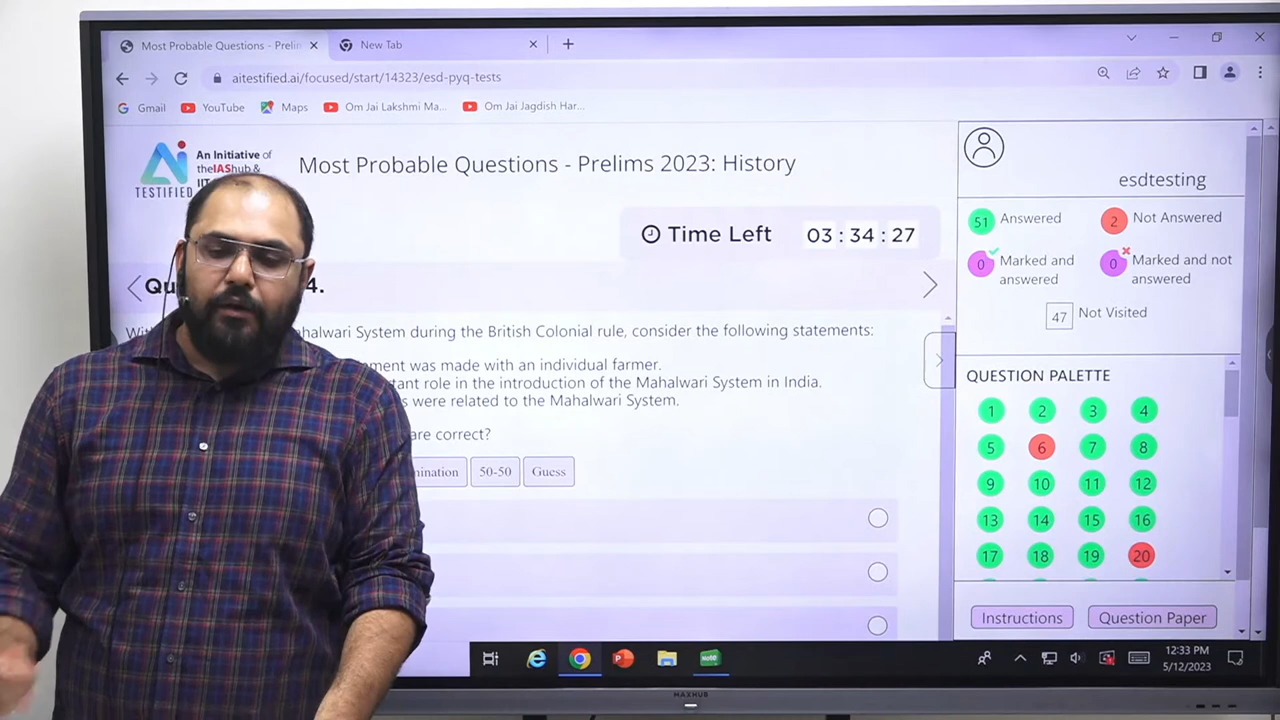 Most Probable Questions - Prelin
New Tab
aitestified.ai/focused/start/14323/esd-pyq-tests
Gmail
YouTube
Maps
Om Jai Lakshmi Ma...
Om Jai Jagdish Har...
An Initiative of
theIAShub &
TESTIFIED
Most Probable Questions - Prelims 2023: History
esdtesting
Time Left 03 : 34 : 27
51 Answered
2 Not Answered
0 Marked and answered
0 Marked and not answered
47 Not Visited
Qu
4.
ahalwari System during the British Colonial rule, consider the following statements:
ment was made with an individual farmer.
tant role in the introduction of the Mahalwari System in India.
s were related to the Mahalwari System.
are correct?
mination
50-50
Guess
QUESTION PALETTE
1 2 3 4
5 6 7 8
9 10 11 12
13 14 15 16
17 18 19 20
Instructions
Question Paper
12:33 PM
5/12/2023
MAXHUB